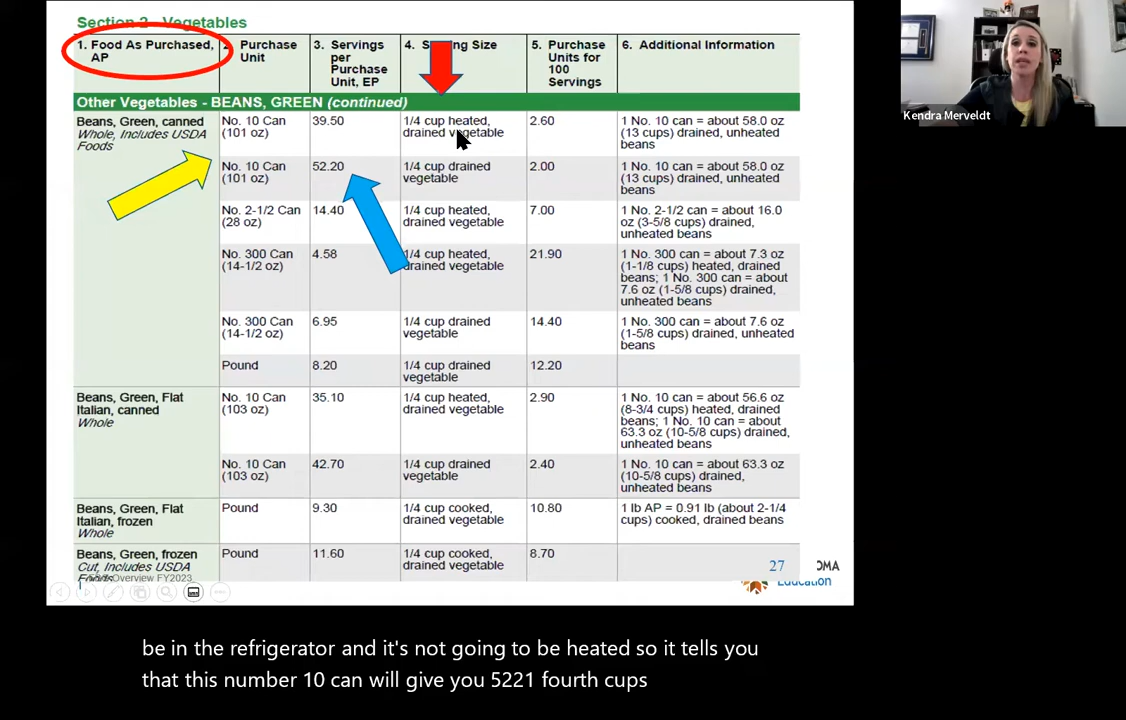 Section 2 - Vegetables
1. Food As Purchased, AP
2. Purchase Unit
3. Servings per Purchase Unit, EP
4. Serving Size
5. Purchase Units for 100 Servings
6. Additional Information
Other Vegetables - BEANS, GREEN (continued)
Beans, Green, canned
Whole, Includes USDA
Foods
No. 10 Can
(101 oz)
39.50
1/4 cup heated,
drained vegetable
2.60
1 No. 10 can = about 58.0 oz
(13 cups) drained, unheated
beans
No. 10 Can
(101 oz)
52.20
1/4 cup drained
vegetable
2.00
1 No. 10 can = about 58.0 oz
(13 cups) drained, unheated
beans
No. 2-1/2 Can
(28 oz)
14.40
1/4 cup heated,
drained vegetable
7.00
1 No. 2-1/2 can = about 16.0
oz (3-5/8 cups) drained,
unheated beans
No. 300 Can
(14-1/2 oz)
4.58
1/4 cup heated,
drained vegetable
21.90
1 No. 300 can = about 7.3 oz
(1-1/8 cups) heated, drained
beans; 1 No. 300 can = about
7.6 oz (1-5/8 cups) drained,
unheated beans
No. 300 Can
(14-1/2 oz)
6.95
1/4 cup drained
vegetable
14.40
1 No. 300 can = about 7.6 oz
(1-5/8 cups) drained, unheated
beans
Pound
8.20
1/4 cup drained
vegetable
12.20
Beans, Green, Flat
Italian, canned
Whole
No. 10 Can
(103 oz)
35.10
1/4 cup heated,
drained vegetable
2.90
1 No. 10 can = about 56.6 oz
(8-3/4 cups) heated, drained
beans; 1 No. 10 can = about
63.3 oz (10-5/8 cups) drained,
unheated beans
No. 10 Can
(103 oz)
42.70
1/4 cup drained
vegetable
2.40
1 No. 10 can = about 63.3 oz
(10-5/8 cups) drained,
unheated beans
Beans, Green, Flat
Italian, frozen
Whole
Pound
9.30
1/4 cup cooked,
drained vegetable
10.80
1 lb AP = 0.91 lb (about 2-1/4
cups) cooked, drained beans
Beans, Green, frozen
Cut, Includes USDA
Foods
Pound
11.60
1/4 cup cooked,
drained vegetable
8.70
Overview FY2023
27
OMA
Education
Kendra Merveldt
be in the refrigerator and it's not going to be heated so it tells you
that this number 10 can will give you 5221 fourth cups